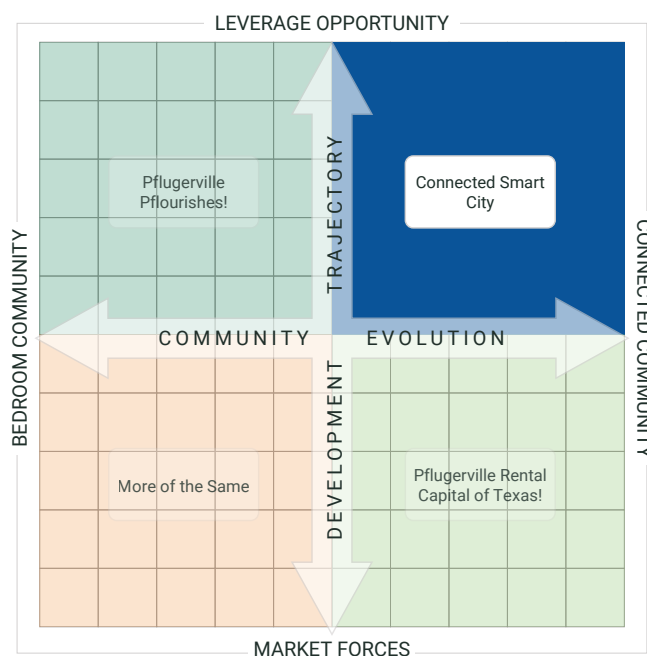 LEVERAGE OPPORTUNITY
Pflugerville
Pflourishes!
TRAJECTORY
Connected Smart
City
BEDROOM COMMUNITY
CONNECTED COMMUNITY
COMMUNITY EVOLUTION
DEVELOPMENT
More of the Same
Pflugerville Rental
Capital of Texas!
MARKET FORCES